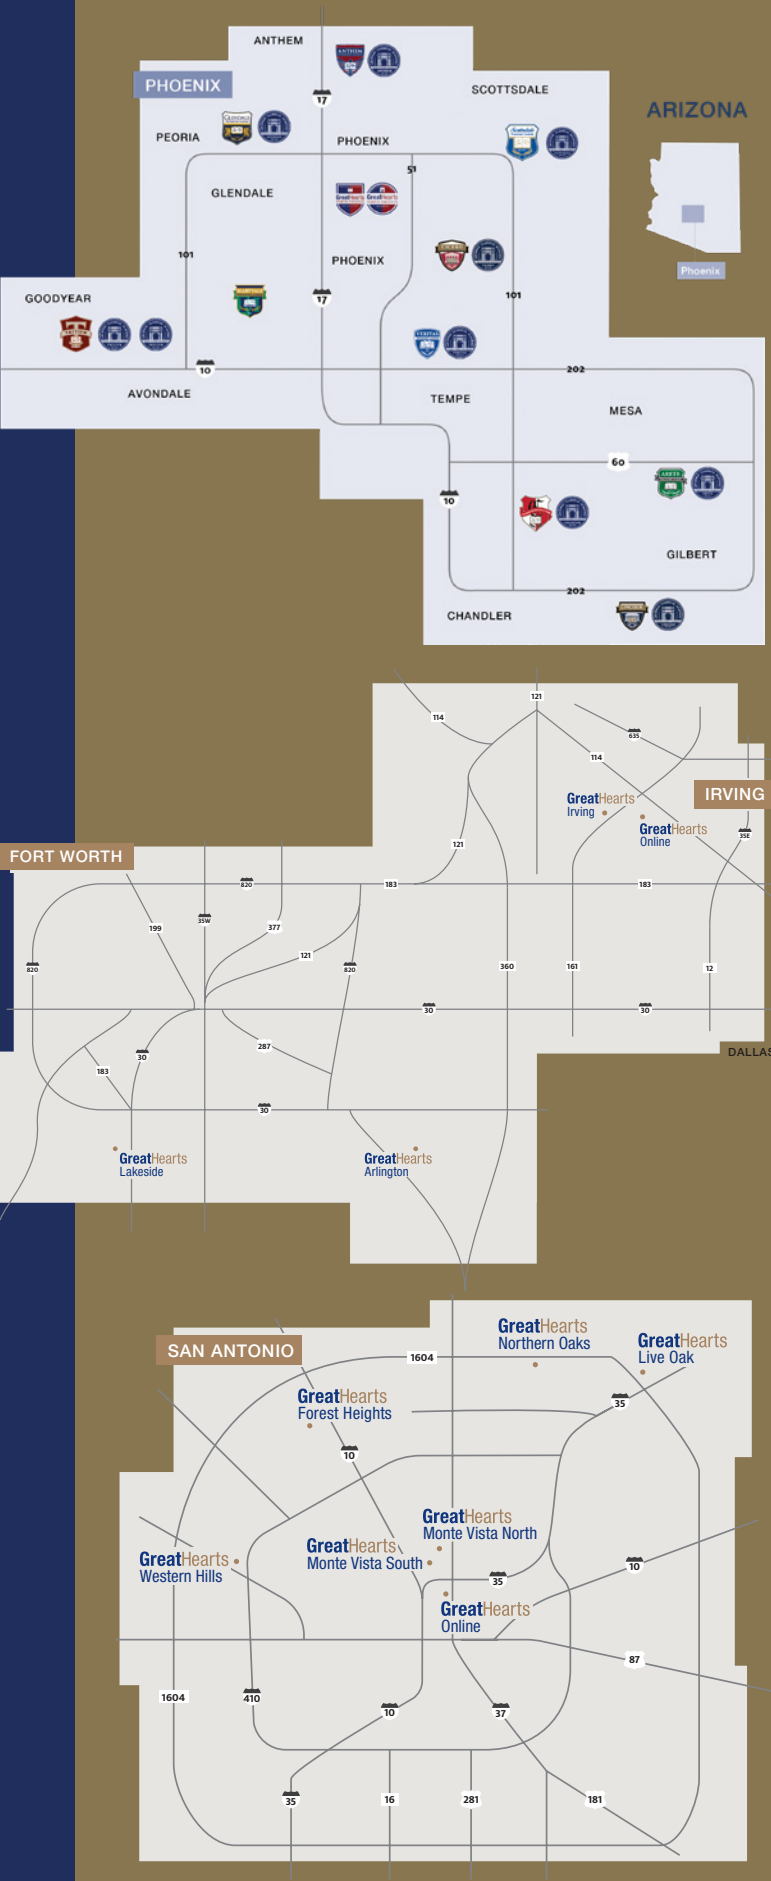 ANTHEM
ANTHEM
PHOENIX
17
SCOTTSDALE
ARIZONA
PEORIA
PHOENIX
51
GLENDALE
GreatHearts
GreatHearts
101
PHOENIX
Phoenix
GOODYEAR
17
101
10
202
AVONDALE
TEMPE
MESA
60
10
GILBERT
202
CHANDLER
121
114
635
114
IRVING
GreatHearts
Irving
GreatHearts
Online
35E
121
FORT WORTH
820
183
183
199
35W
377
121
820
820
360
161
12
30
30
287
30
183
DALLAS
30
GreatHearts
Lakeside
GreatHearts
Arlington
GreatHearts
Northern Oaks
GreatHearts
Live Oak
SAN ANTONIO
1604
GreatHearts
Forest Heights
35
10
GreatHearts
Monte Vista North
GreatHearts
Monte Vista South
GreatHearts
Western Hills
10
35
GreatHearts
Online
87
1604
410
10
37
35
16
281
181